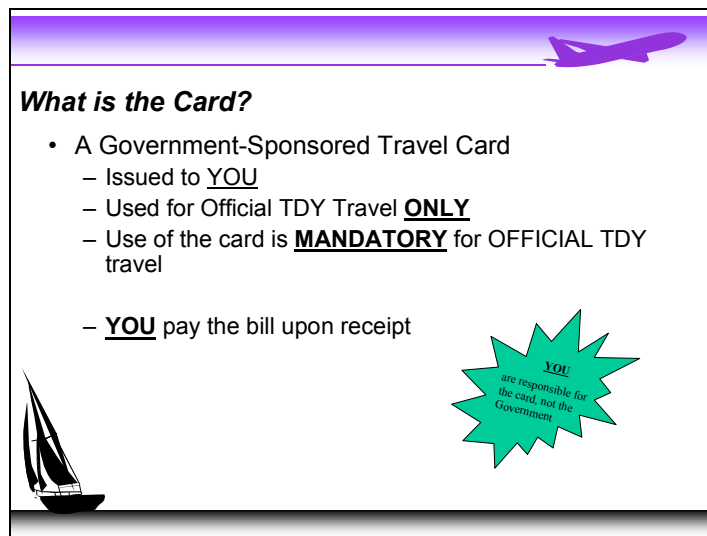 What is the Card?
• A Government-Sponsored Travel Card
– Issued to YOU
– Used for Official TDY Travel ONLY
– Use of the card is MANDATORY for OFFICIAL TDY
travel
– YOU pay the bill upon receipt
YOU
are responsible for
the card, not the
Government